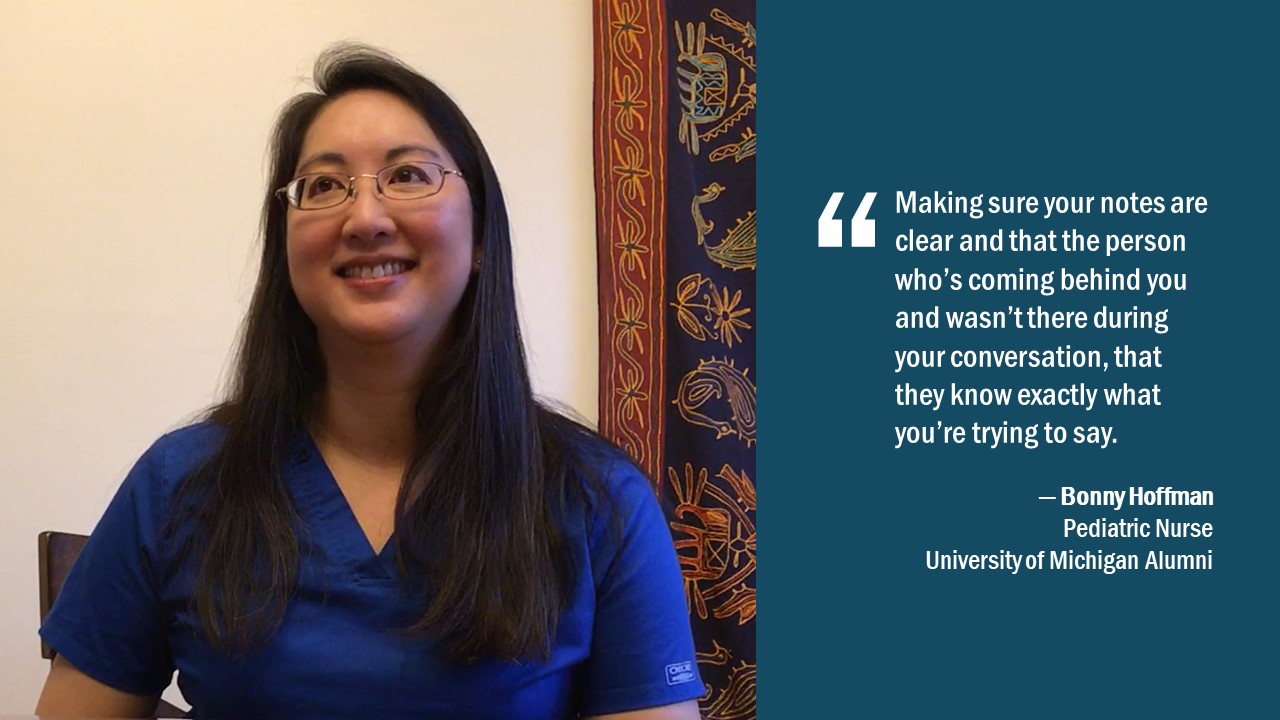 “ Making sure your notes are
clear and that the person
who’s coming behind you
and wasn’t there during
your conversation, that
they know exactly what
you’re trying to say.
— Bonny Hoffman
Pediatric Nurse
University of Michigan Alumni